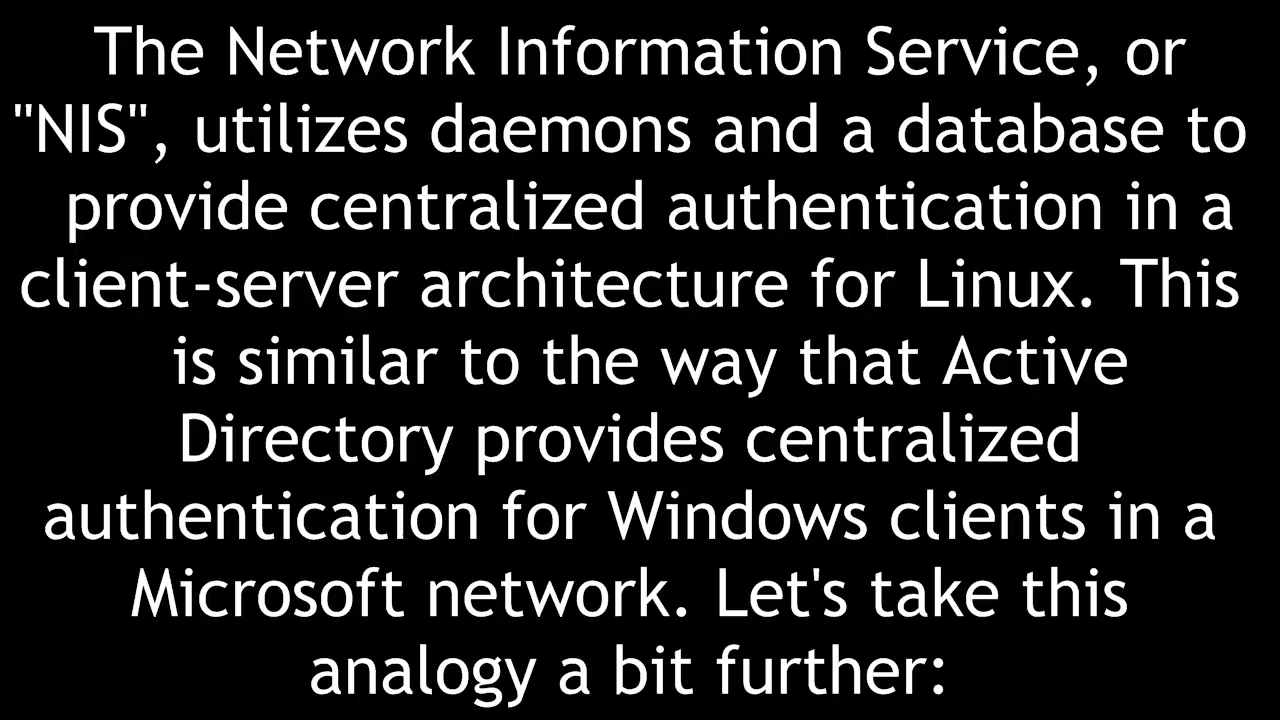 The Network Information Service, or
"NIS", utilizes daemons and a database to
provide centralized authentication in a
client-server architecture for Linux. This
is similar to the way that Active
Directory provides centralized
authentication for Windows clients in a
Microsoft network. Let's take this
analogy a bit further: